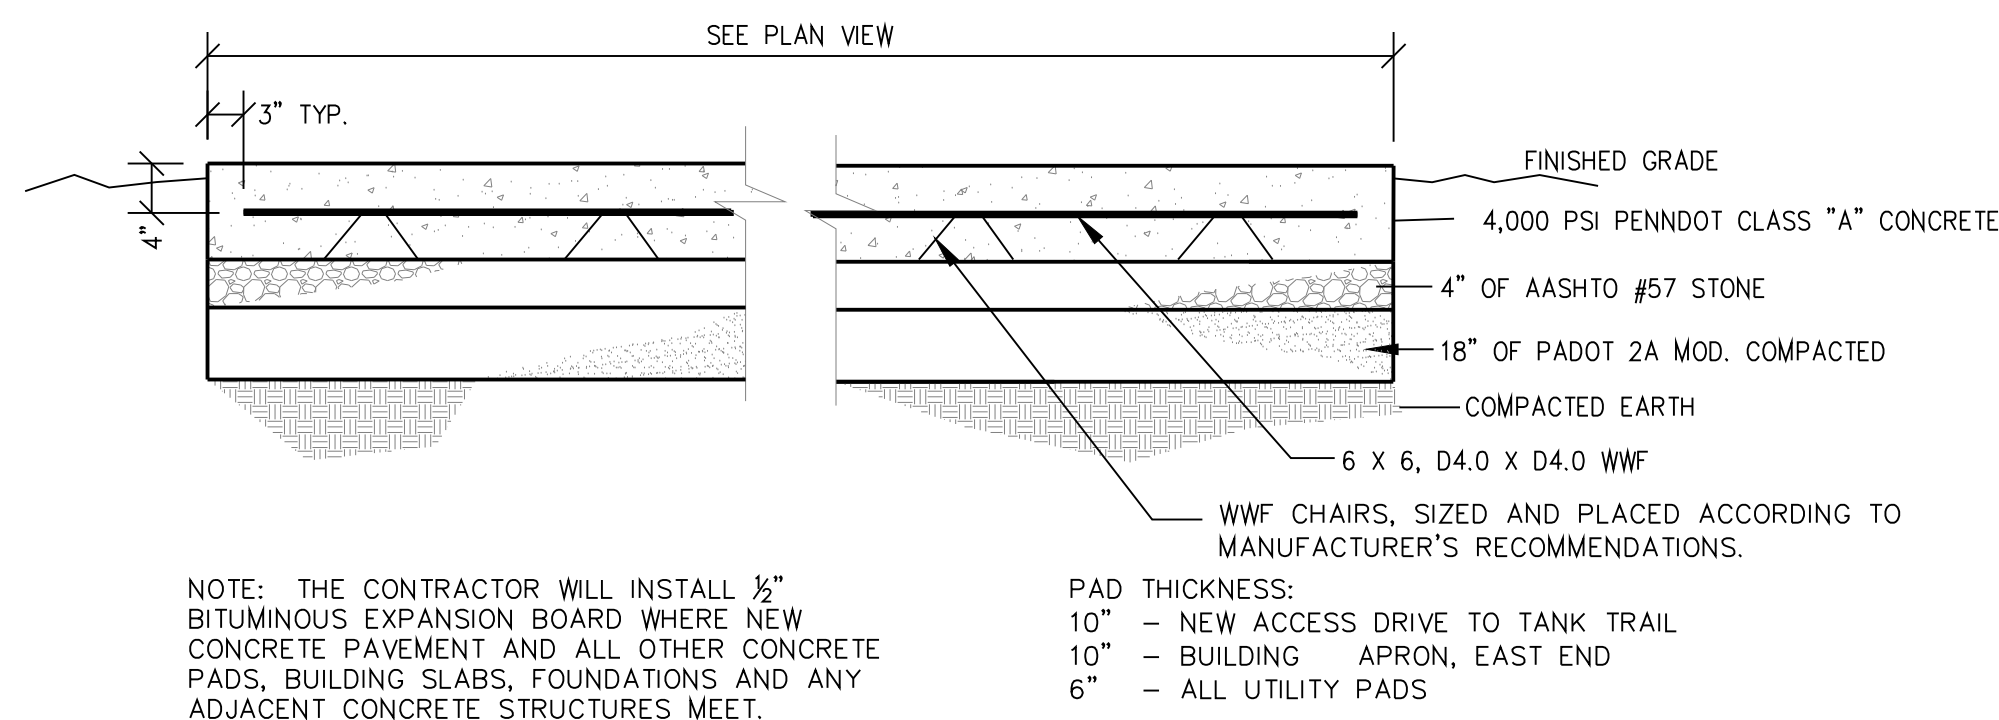 SEE PLAN VIEW
3" TYP.
4"
FINISHED GRADE
4,000 PSI PENNDOT CLASS "A" CONCRETE
4" OF AASHTO #57 STONE
18" OF PADOT 2A MOD. COMPACTED
COMPACTED EARTH
6 X 6, D4.0 X D4.0 WWF
WWF CHAIRS, SIZED AND PLACED ACCORDING TO
MANUFACTURER'S RECOMMENDATIONS.
NOTE: THE CONTRACTOR WILL INSTALL ½"
BITUMINOUS EXPANSION BOARD WHERE NEW
CONCRETE PAVEMENT AND ALL OTHER CONCRETE
PADS, BUILDING SLABS, FOUNDATIONS AND ANY
ADJACENT CONCRETE STRUCTURES MEET.
PAD THICKNESS:
10" – NEW ACCESS DRIVE TO TANK TRAIL
10" – BUILDING APRON, EAST END
6" – ALL UTILITY PADS